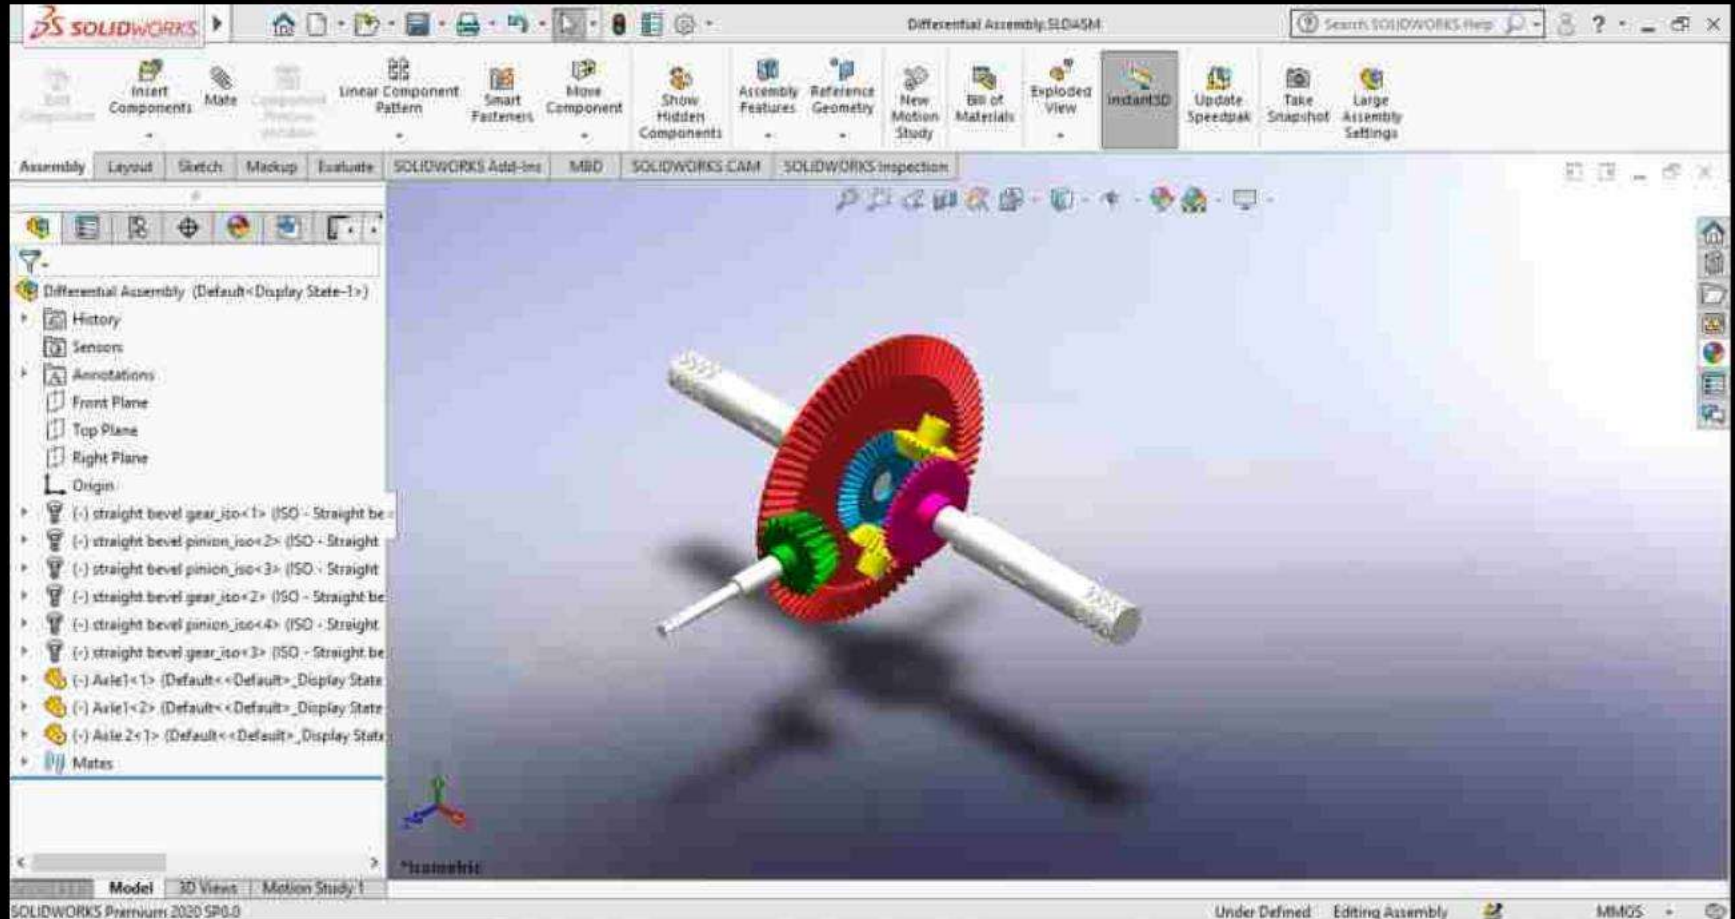 SOLIDWORKS
Differential Assembly.SLDASM
Search SOLIDWORKS Help
Edit Component
Insert Components
Mate
Component Preview Window
Linear Component Pattern
Smart Fasteners
Move Component
Show Hidden Components
Assembly Features
Reference Geometry
New Motion Study
Bill of Materials
Exploded View
Instant3D
Update Speedpak
Take Snapshot
Large Assembly Settings
Assembly Layout Sketch Markup Evaluate SOLIDWORKS Add-Ins MBD SOLIDWORKS CAM SOLIDWORKS Inspection
Differential Assembly (Default<Display State-1>)
History
Sensors
Annotations
Front Plane
Top Plane
Right Plane
Origin
(-) straight bevel gear_iso<1> (ISO - Straight be
(-) straight bevel pinion_iso<2> (ISO - Straight
(-) straight bevel pinion_iso<3> (ISO - Straight
(-) straight bevel gear_iso<2> (ISO - Straight be
(-) straight bevel pinion_iso<4> (ISO - Straight
(-) straight bevel gear_iso<3> (ISO - Straight be
(-) Axle1<1> (Default<<Default>_Display State
(-) Axle1<2> (Default<<Default>_Display State
(-) Axle 2<1> (Default<<Default>_Display State
Mates
*Isometric
Model 3D Views Motion Study 1
SOLIDWORKS Premium 2020 SP0.0
Under Defined Editing Assembly MMGS